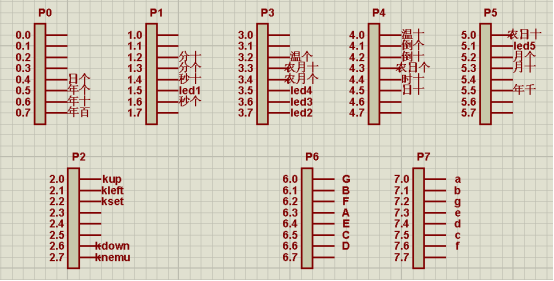 P0
0.0
0.1
0.2
0.3
0.4 日个
0.5 年个
0.6 年十
0.7 年百
P1
1.0
1.1
1.2 分十
1.3 分个
1.4 秒十
1.5 led1
1.6 秒个
1.7
P3
3.0
3.1
3.2 温个
3.3 农月十
3.4 农月个
3.5 led4
3.6 led3
3.7 led2
P4
4.0 温十
4.1 倒个
4.2 倒十
4.3 农日个
4.4 时十
4.5 日十
4.6
4.7
P5
5.0 农日十
5.1 led5
5.2 月个
5.3 月十
5.4
5.5 年千
5.6
5.7
P2
2.0 kup
2.1 kleft
2.2 kset
2.3
2.4
2.5
2.6 kdown
2.7 knemu
P6
6.0 G
6.1 B
6.2 F
6.3 A
6.4 E
6.5 C
6.6 D
6.7
P7
7.0 a
7.1 b
7.2 g
7.3 e
7.4 d
7.5 c
7.6 f
7.7